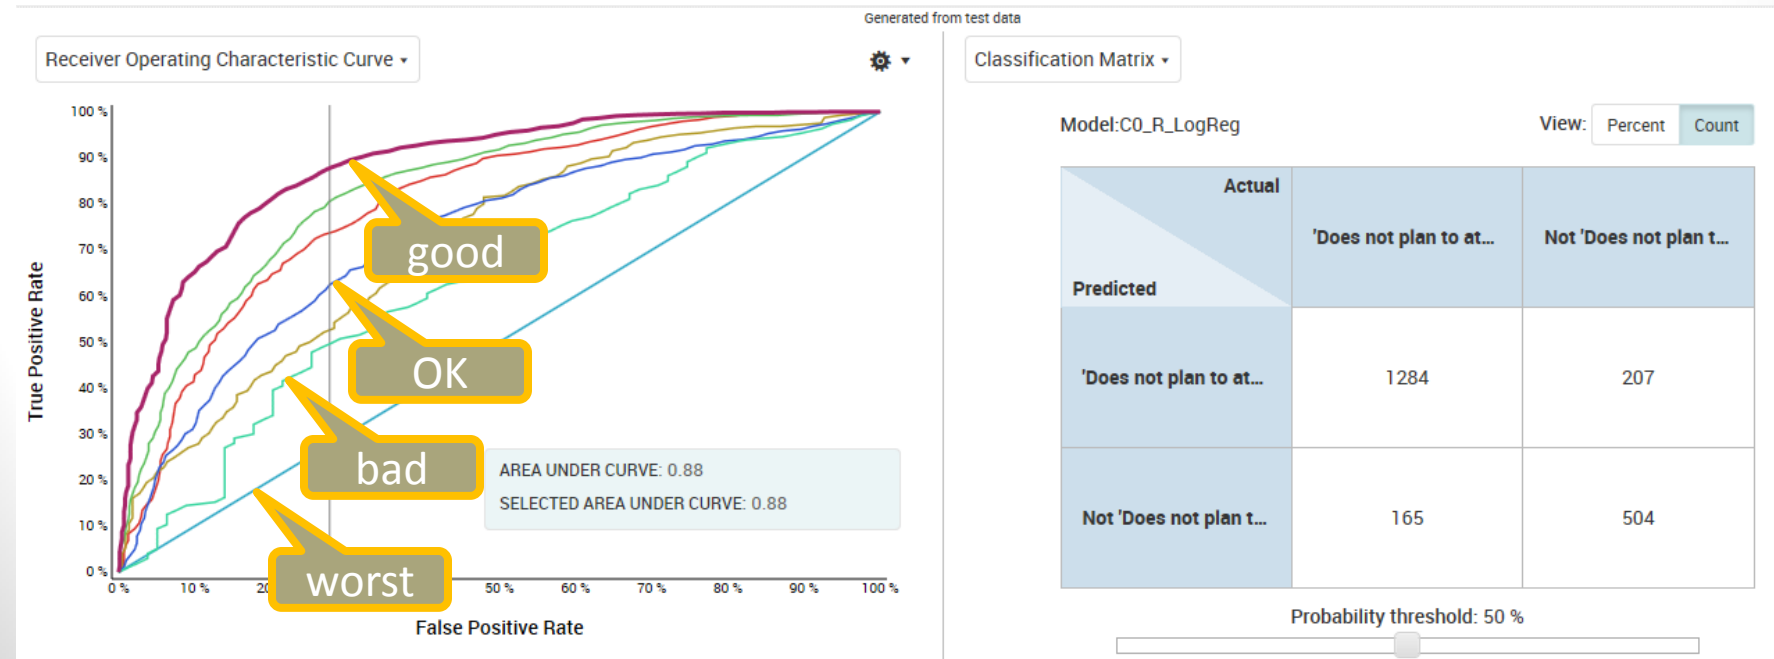 Generated from test data
Receiver Operating Characteristic Curve
Classification Matrix
100 %
90 %
80 %
70 %
60 %
50 %
40 %
30 %
20 %
10 %
0 %
True Positive Rate
good
OK
bad
worst
AREA UNDER CURVE: 0.88
SELECTED AREA UNDER CURVE: 0.88
0 % 10 % 50 % 60 % 70 % 80 % 90 % 100 %
False Positive Rate
Model:C0_R_LogReg
View: Percent Count
Actual
Predicted
'Does not plan to at... Not 'Does not plan t...
'Does not plan to at... 1284 207
Not 'Does not plan t... 165 504
Probability threshold: 50 %